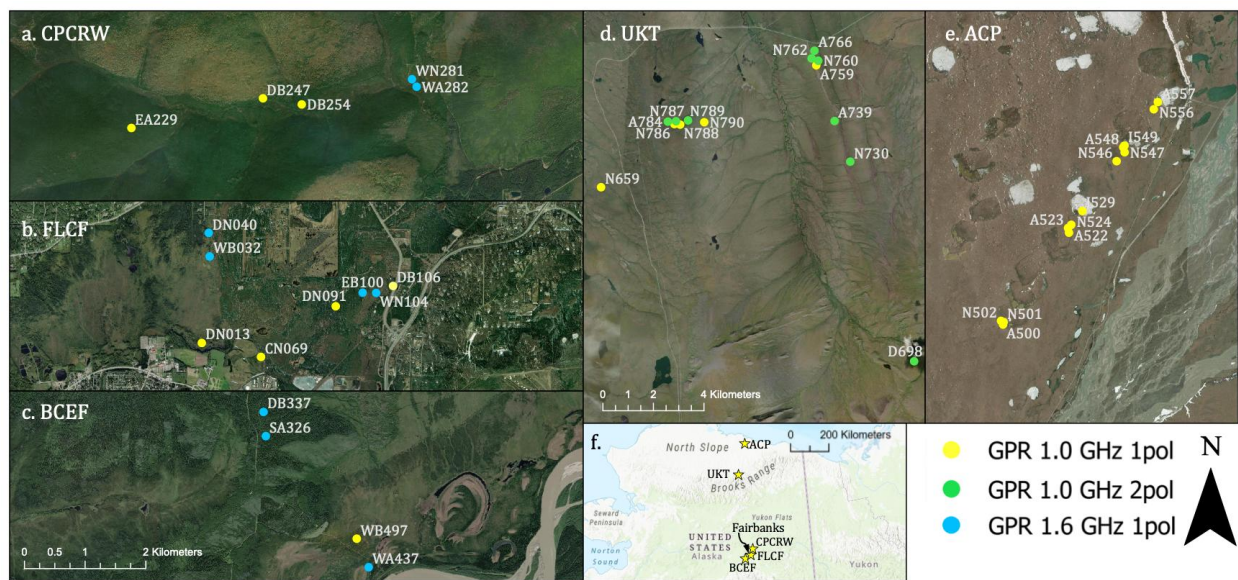 a. CPCRW
WN281
WA282
DB247
DB254
EA229
b. FLCF
DN040
WB032
EB100
DB106
DN091
WN104
DN013
CN069
c. BCEF
DB337
SA326
WB497
WA437
0 0.5 1 2 Kilometers
d. UKT
A766
N762
N760
A759
N787 N789
A784 N790
N786 N788
A739
N730
N659
D698
0 1 2 4 Kilometers
e. ACP
A557
N556
A548 I549
N546 N547
I529
A523 N524
A522
N502 N501
A500
f.
0 200 Kilometers
North Slope
ACP
UKT
Brooks Range
Seward
Peninsula
Yukon Flats
Fairbanks
UNITED
STATES
CPCRW
Norton
Sound
Alaska
FLCF
BCEF
Yukon
GPR 1.0 GHz 1pol
GPR 1.0 GHz 2pol
GPR 1.6 GHz 1pol
N